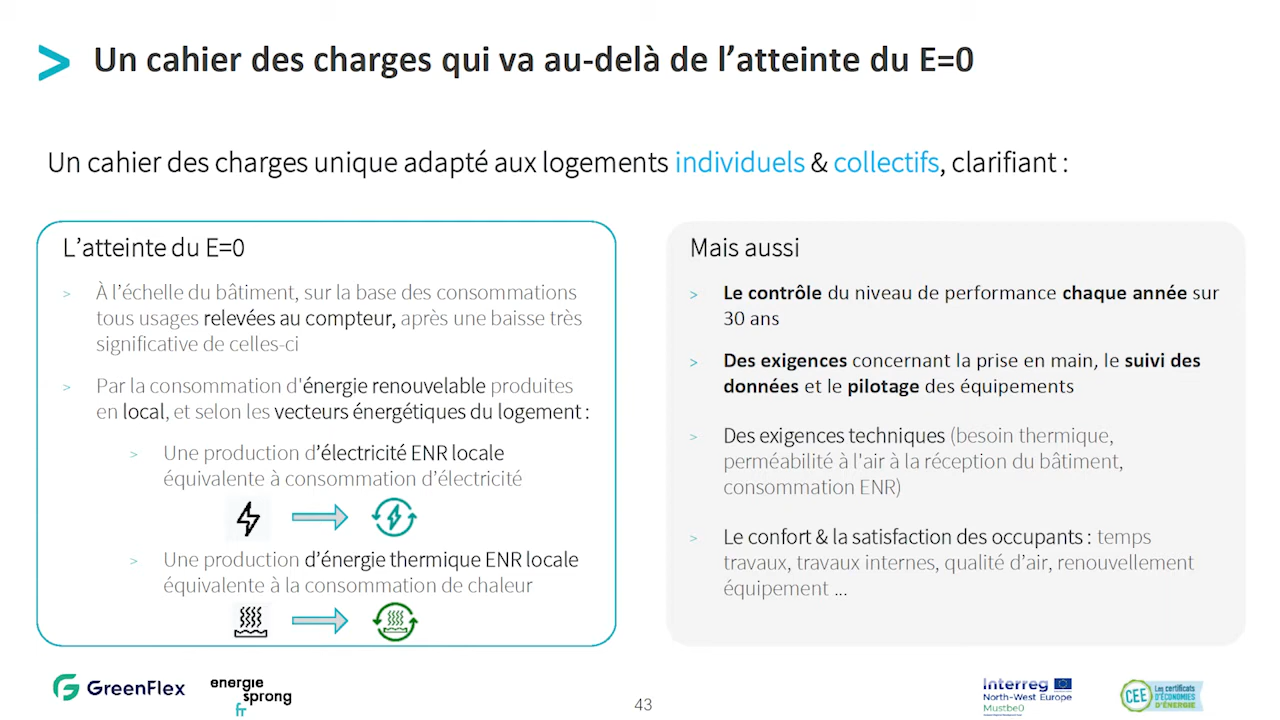 > Un cahier des charges qui va au-delà de l’atteinte du E=0
Un cahier des charges unique adapté aux logements individuels & collectifs, clarifiant :
L’atteinte du E=0
> À l’échelle du bâtiment, sur la base des consommations
tous usages relevées au compteur, après une baisse très
significative de celles-ci
> Par la consommation d'énergie renouvelable produites
en local, et selon les vecteurs énergétiques du logement :
> Une production d’électricité ENR locale
équivalente à consommation d’électricité
> Une production d’énergie thermique ENR locale
équivalente à la consommation de chaleur
Mais aussi
> Le contrôle du niveau de performance chaque année sur
30 ans
> Des exigences concernant la prise en main, le suivi des
données et le pilotage des équipements
> Des exigences techniques (besoin thermique,
perméabilité à l'air à la réception du bâtiment,
consommation ENR)
> Le confort & la satisfaction des occupants : temps
travaux, travaux internes, qualité d’air, renouvellement
équipement ...
GreenFlex
energie
sprong
fr
43
Interreg
North-West Europe
Mustbe0
CEE
Les certificats
D'ÉCONOMIES
D'ÉNERGIE